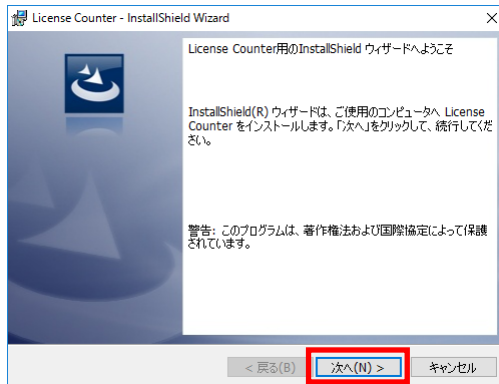 License Counter - InstallShield Wizard
License Counter用のInstallShield ウィザードへようこそ
InstallShield(R) ウィザードは、ご使用のコンピュータへ License
Counter をインストールします。「次へ」をクリックして、続行してくだ
さい。
警告: このプログラムは、著作権法および国際協定によって保護
されています。
< 戻る(B)
次へ(N) >
キャンセル